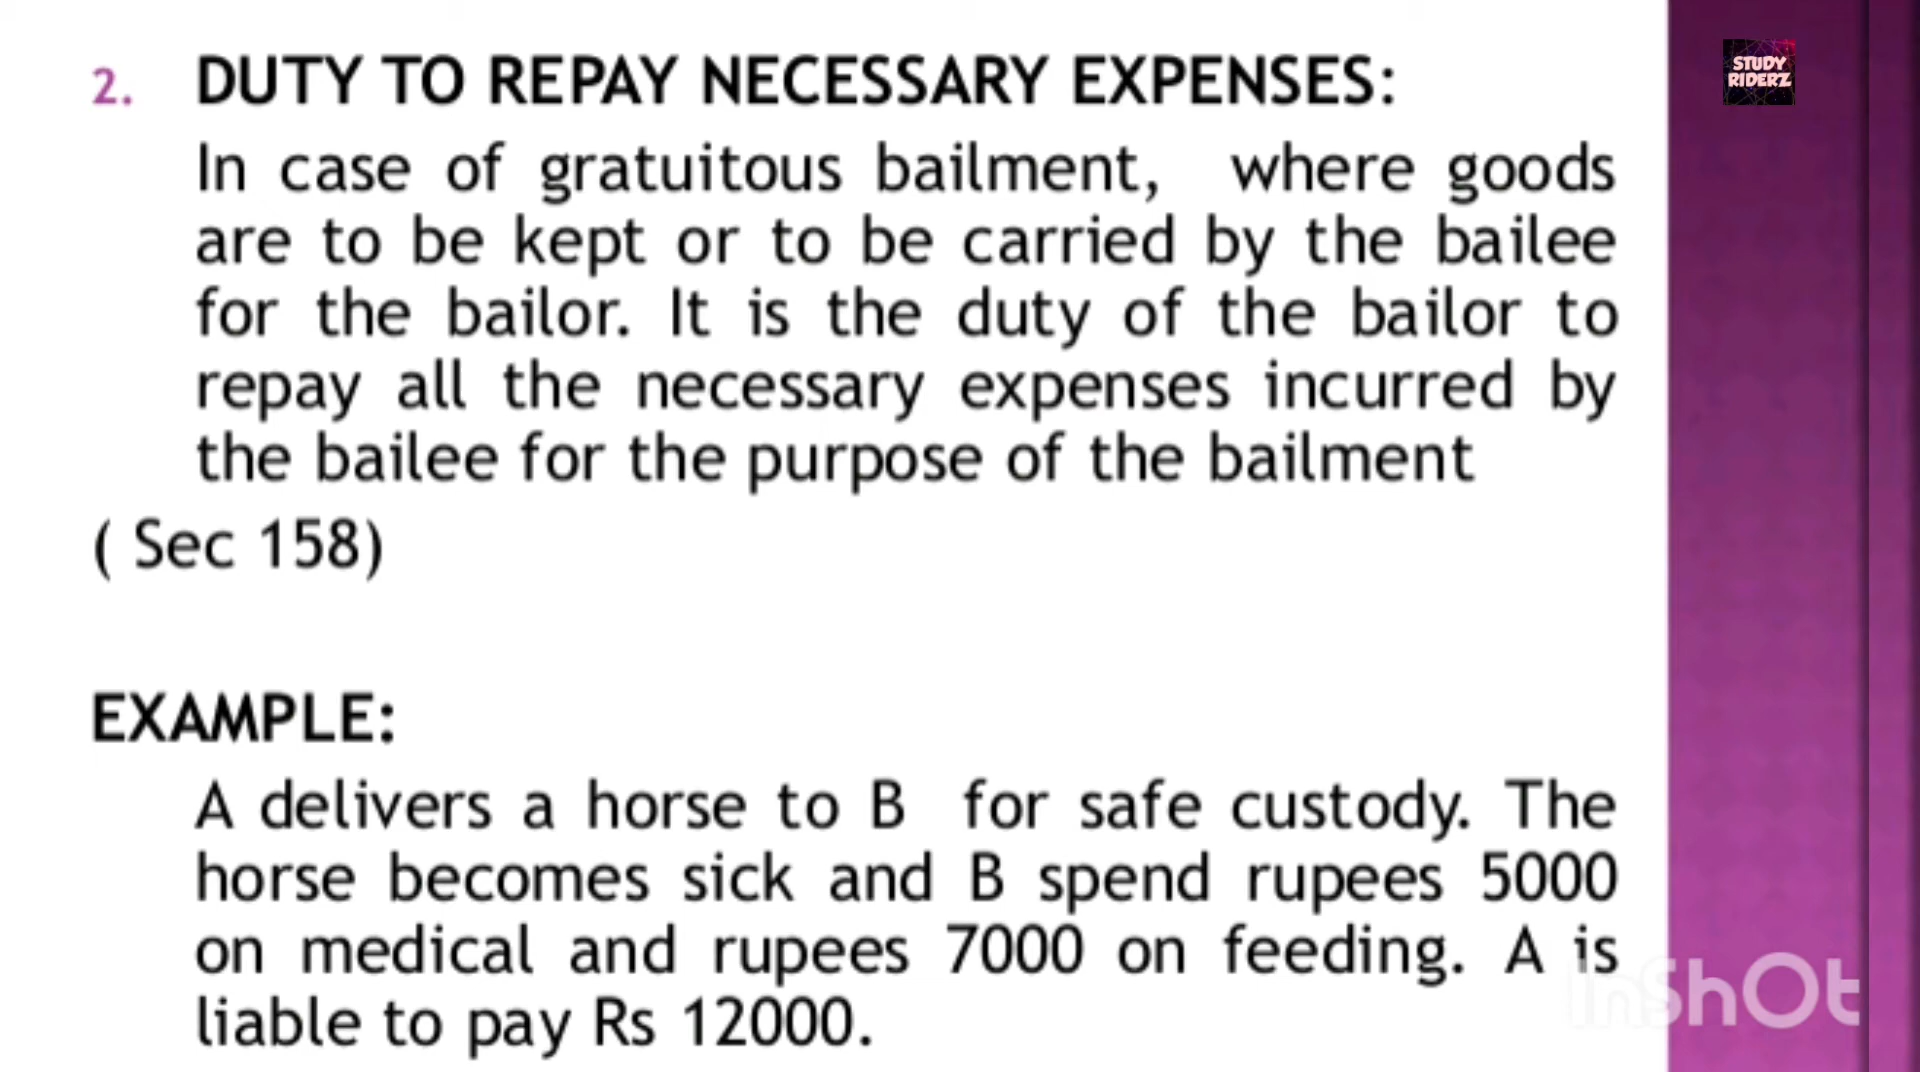 STUDY
RIDERZ
2. DUTY TO REPAY NECESSARY EXPENSES:
In case of gratuitous bailment, where goods
are to be kept or to be carried by the bailee
for the bailor. It is the duty of the bailor to
repay all the necessary expenses incurred by
the bailee for the purpose of the bailment
( Sec 158)
EXAMPLE:
A delivers a horse to B for safe custody. The
horse becomes sick and B spend rupees 5000
on medical and rupees 7000 on feeding. A is
liable to pay Rs 12000.
InShOt